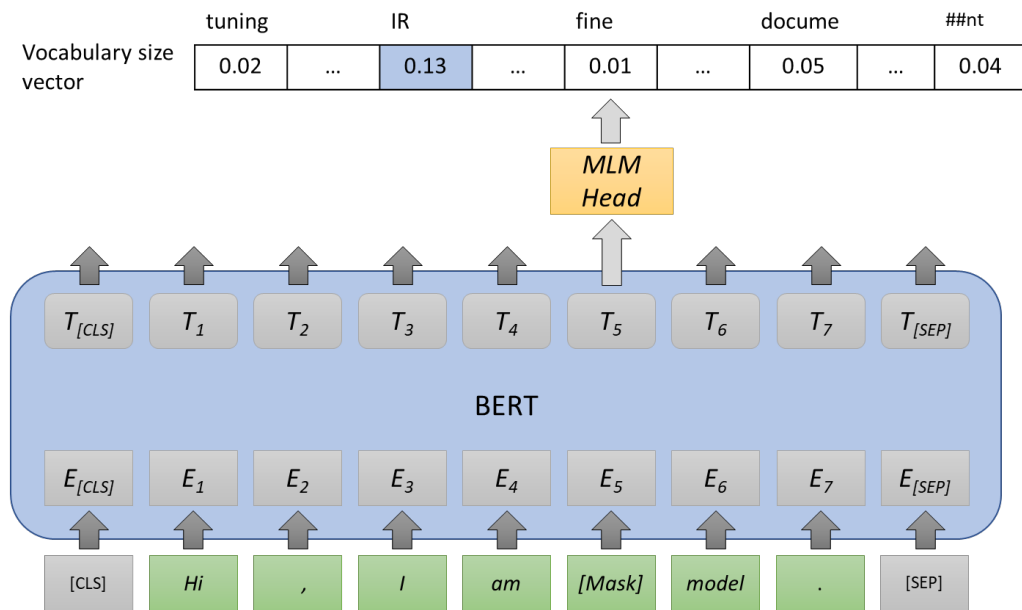 tuning IR fine docume ##nt
Vocabulary size vector
0.02 ... 0.13 ... 0.01 ... 0.05 ... 0.04
MLM
Head
T[CLS] T1 T2 T3 T4 T5 T6 T7 T[SEP]
BERT
E[CLS] E1 E2 E3 E4 E5 E6 E7 E[SEP]
[CLS] Hi , I am [Mask] model . [SEP]